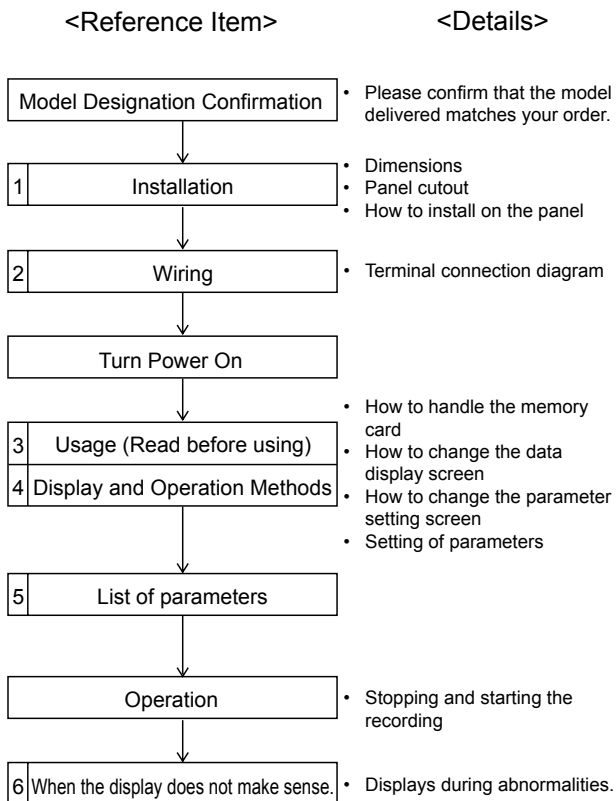 <Reference Item>
<Details>
Model Designation Confirmation
• Please confirm that the model
delivered matches your order.
1 Installation
• Dimensions
• Panel cutout
• How to install on the panel
2 Wiring
• Terminal connection diagram
Turn Power On
3 Usage (Read before using)
4 Display and Operation Methods
• How to handle the memory
card
• How to change the data
display screen
• How to change the parameter
setting screen
• Setting of parameters
5 List of parameters
Operation
• Stopping and starting the
recording
6 When the display does not make sense.
• Displays during abnormalities.